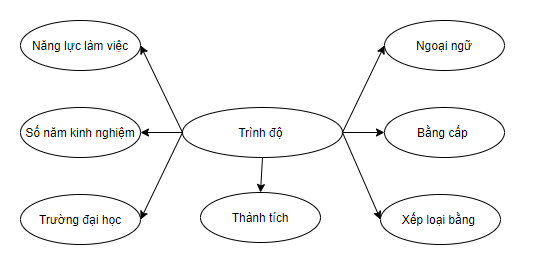 Năng lực làm việc
Ngoại ngữ
Số năm kinh nghiệm
Trình độ
Bằng cấp
Trường đại học
Thành tích
Xếp loại bằng